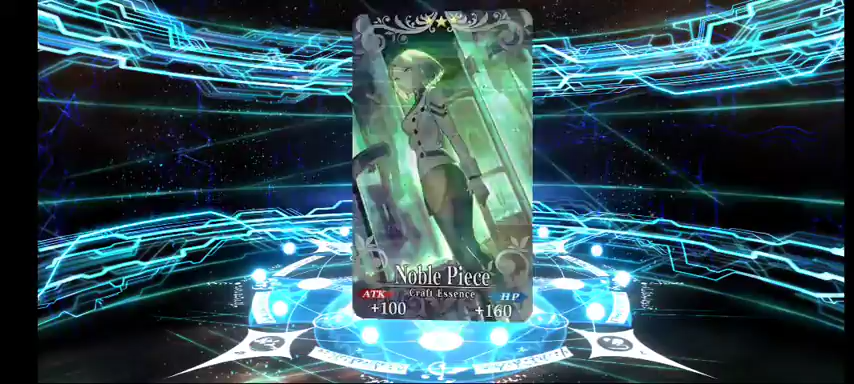 Noble Piece
Craft Essence
ATK
HP
+100
+160